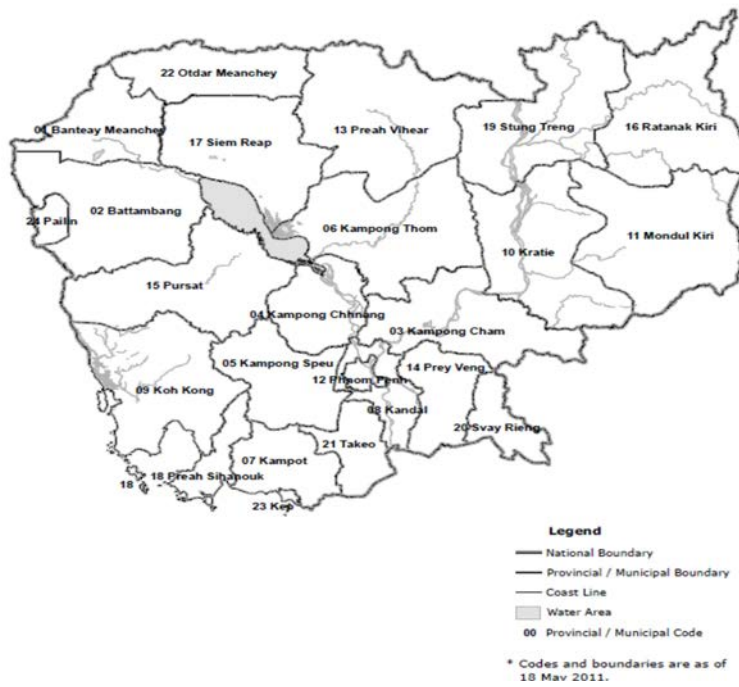 22 Otdar Meanchey
01 Banteay Meanchey
17 Siem Reap
13 Preah Vihear
19 Stung Treng
16 Ratanak Kiri
02 Battambang
24 Pailin
06 Kampong Thom
10 Kratie
11 Mondul Kiri
15 Pursat
04 Kampong Chhnang
03 Kampong Cham
05 Kampong Speu
14 Prey Veng
12 Phnom Penh
09 Koh Kong
08 Kandal
20 Svay Rieng
21 Takeo
07 Kampot
18
18 Preah Sihanouk
23 Kep
Legend
National Boundary
Provincial / Municipal Boundary
Coast Line
Water Area
00 Provincial / Municipal Code
* Codes and boundaries are as of
18 May 2011.